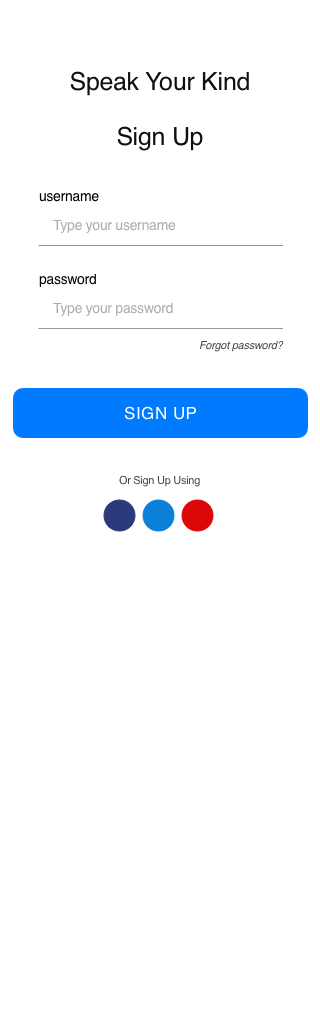 Speak Your Kind
Sign Up
username
Type your username
password
Type your password
Forgot password?
SIGN UP
Or Sign Up Using